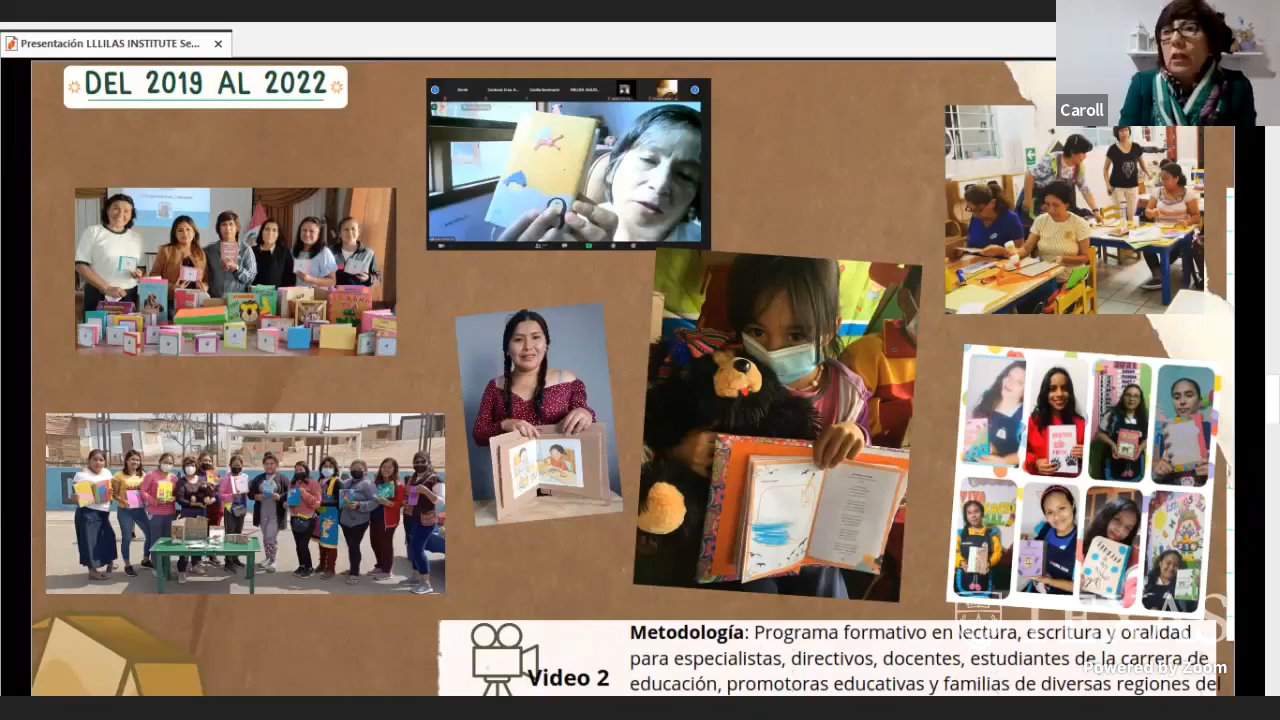 Presentación LLLILAS INSTITUTE Se...
DEL 2019 AL 2022
Caroll
Video 2
Metodología: Programa formativo en lectura, escritura y oralidad
para especialistas, directivos, docentes, estudiantes de la carrera de
educación, promotoras educativas y familias de diversas regiones del
TEXAS
Powered by Zoom